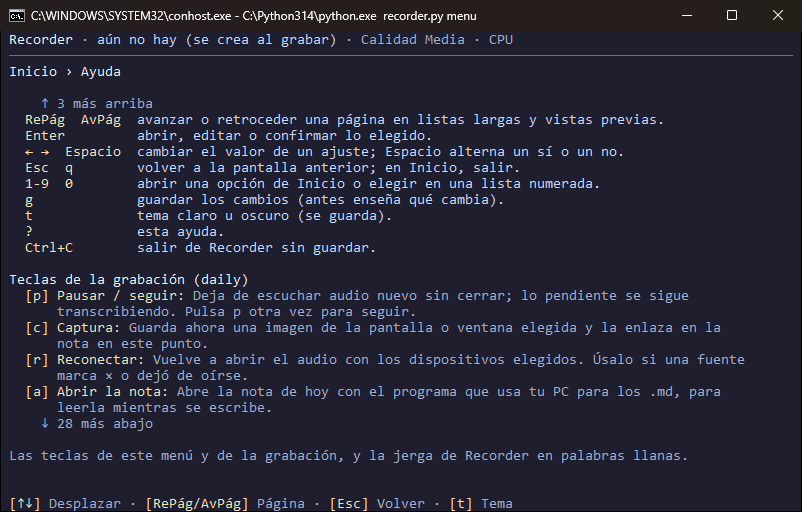 C:\WINDOWS\SYSTEM32\conhost.exe - C:\Python314\python.exe recorder.py menu
Recorder · aún no hay (se crea al grabar) · Calidad Media · CPU
Inicio › Ayuda
↑ 3 más arriba
RePág AvPág avanzar o retroceder una página en listas largas y vistas previas.
Enter abrir, editar o confirmar lo elegido.
← → Espacio cambiar el valor de un ajuste; Espacio alterna un sí o un no.
Esc q volver a la pantalla anterior; en Inicio, salir.
1-9 0 abrir una opción de Inicio o elegir en una lista numerada.
g guardar los cambios (antes enseña qué cambia).
t tema claro u oscuro (se guarda).
? esta ayuda.
Ctrl+C salir de Recorder sin guardar.
Teclas de la grabación (daily)
[p] Pausar / seguir: Deja de escuchar audio nuevo sin cerrar; lo pendiente se sigue
transcribiendo. Pulsa p otra vez para seguir.
[c] Captura: Guarda ahora una imagen de la pantalla o ventana elegida y la enlaza en la
nota en este punto.
[r] Reconectar: Vuelve a abrir el audio con los dispositivos elegidos. Úsalo si una fuente
marca × o dejó de oírse.
[a] Abrir la nota: Abre la nota de hoy con el programa que usa tu PC para los .md, para
leerla mientras se escribe.
↓ 28 más abajo
Las teclas de este menú y de la grabación, y la jerga de Recorder en palabras llanas.
[↑↓] Desplazar · [RePág/AvPág] Página · [Esc] Volver · [t] Tema